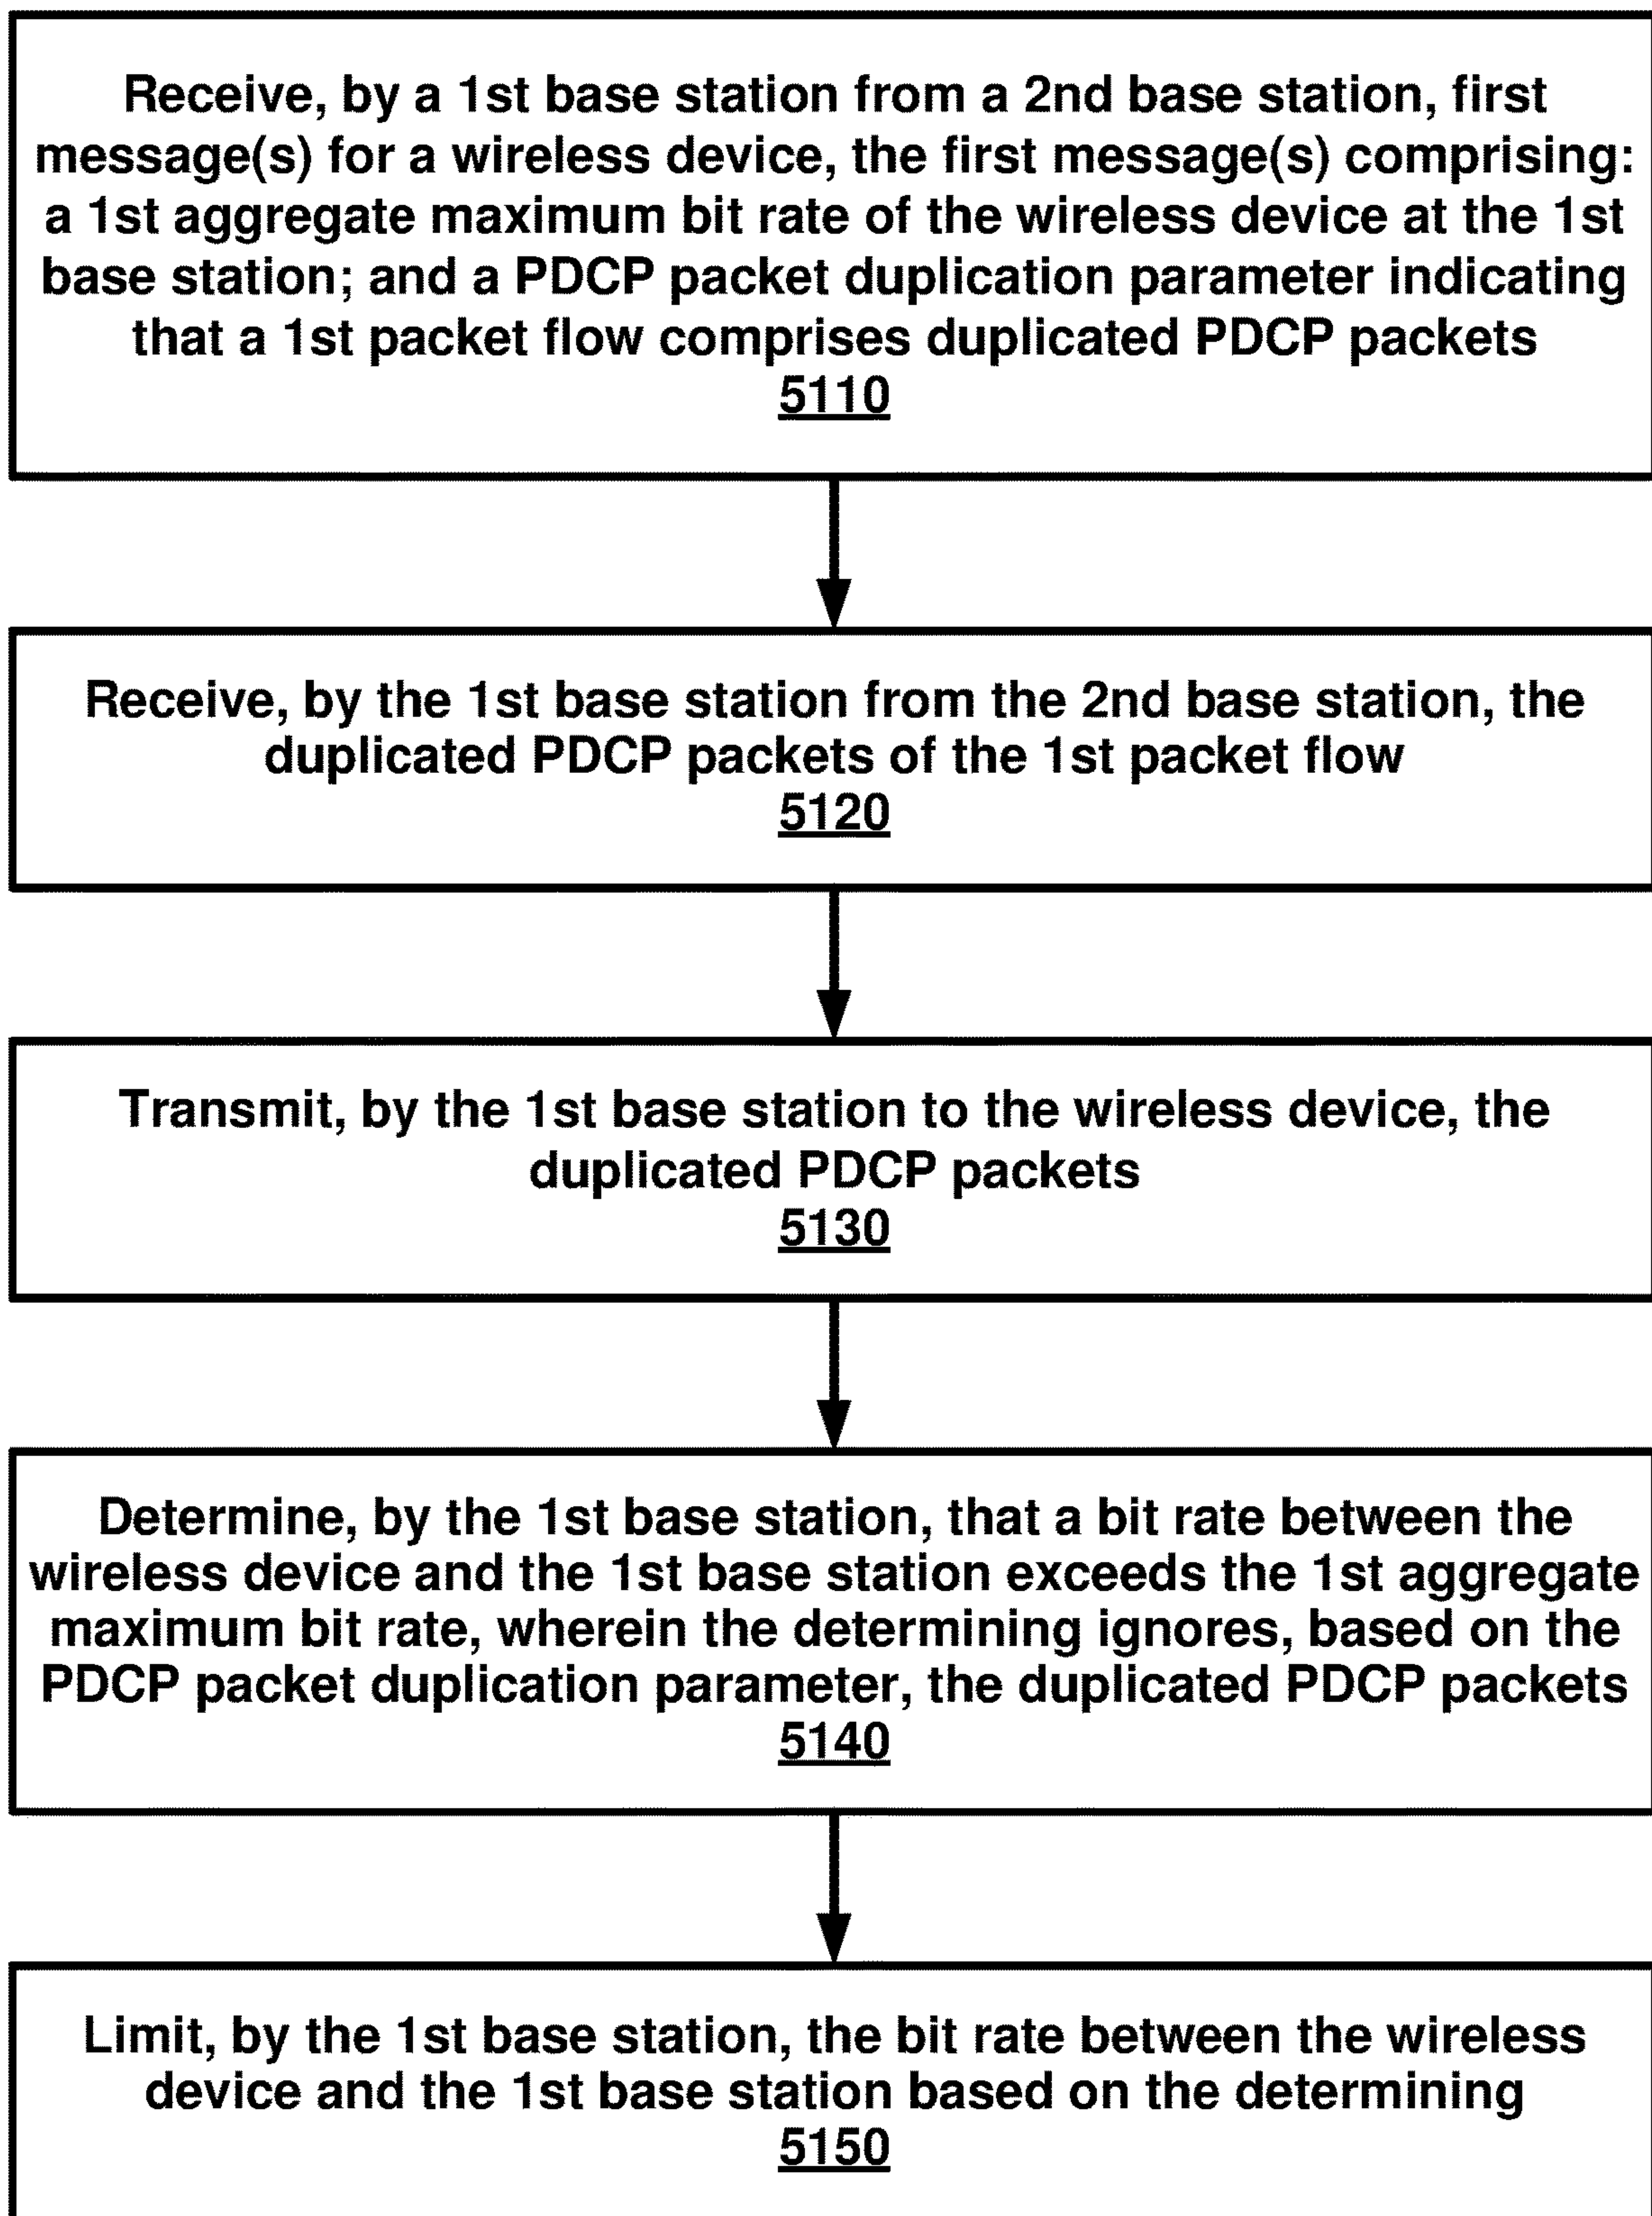 Receive, by a 1st base station from a 2nd base station, first
message(s) for a wireless device, the first message(s) comprising:
a 1st aggregate maximum bit rate of the wireless device at the 1st
base station; and a PDCP packet duplication parameter indicating
that a 1st packet flow comprises duplicated PDCP packets
5110
Receive, by the 1st base station from the 2nd base station, the
duplicated PDCP packets of the 1st packet flow
5120
Transmit, by the 1st base station to the wireless device, the
duplicated PDCP packets
5130
Determine, by the 1st base station, that a bit rate between the
wireless device and the 1st base station exceeds the 1st aggregate
maximum bit rate, wherein the determining ignores, based on the
PDCP packet duplication parameter, the duplicated PDCP packets
5140
Limit, by the 1st base station, the bit rate between the wireless
device and the 1st base station based on the determining
5150